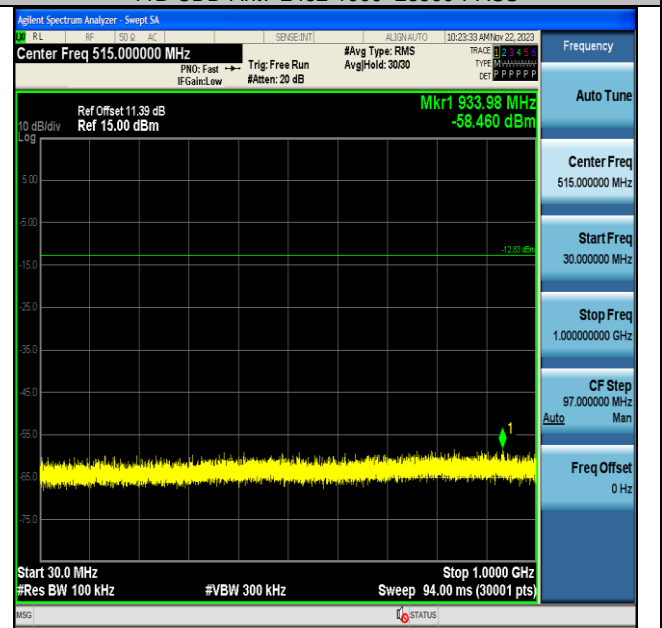 Agilent Spectrum Analyzer - Swept SA
LXI RL RF 50 Ω AC SENSE:INT ALIGN AUTO 10:23:33 AM Nov 22, 2023
Center Freq 515.000000 MHz #Avg Type: RMS TRACE 1 2 3 4 5 6
PNO: Fast Trig: Free Run Avg|Hold: 30/30 TYPE M
IFGain:Low #Atten: 20 dB DET P P P P P P
Mkr1 933.98 MHz
Ref Offset 11.39 dB
-58.460 dBm
10 dB/div Ref 15.00 dBm
Log
5.00
-5.00
-12.83 dBm
-15.0
-25.0
-35.0
-45.0
-55.0
1
-65.0
-75.0
Start 30.0 MHz Stop 1.0000 GHz
#Res BW 100 kHz #VBW 300 kHz Sweep 94.00 ms (30001 pts)
MSG STATUS
Frequency
Auto Tune
Center Freq
515.000000 MHz
Start Freq
30.000000 MHz
Stop Freq
1.000000000 GHz
CF Step
97.000000 MHz
Auto Man
Freq Offset
0 Hz